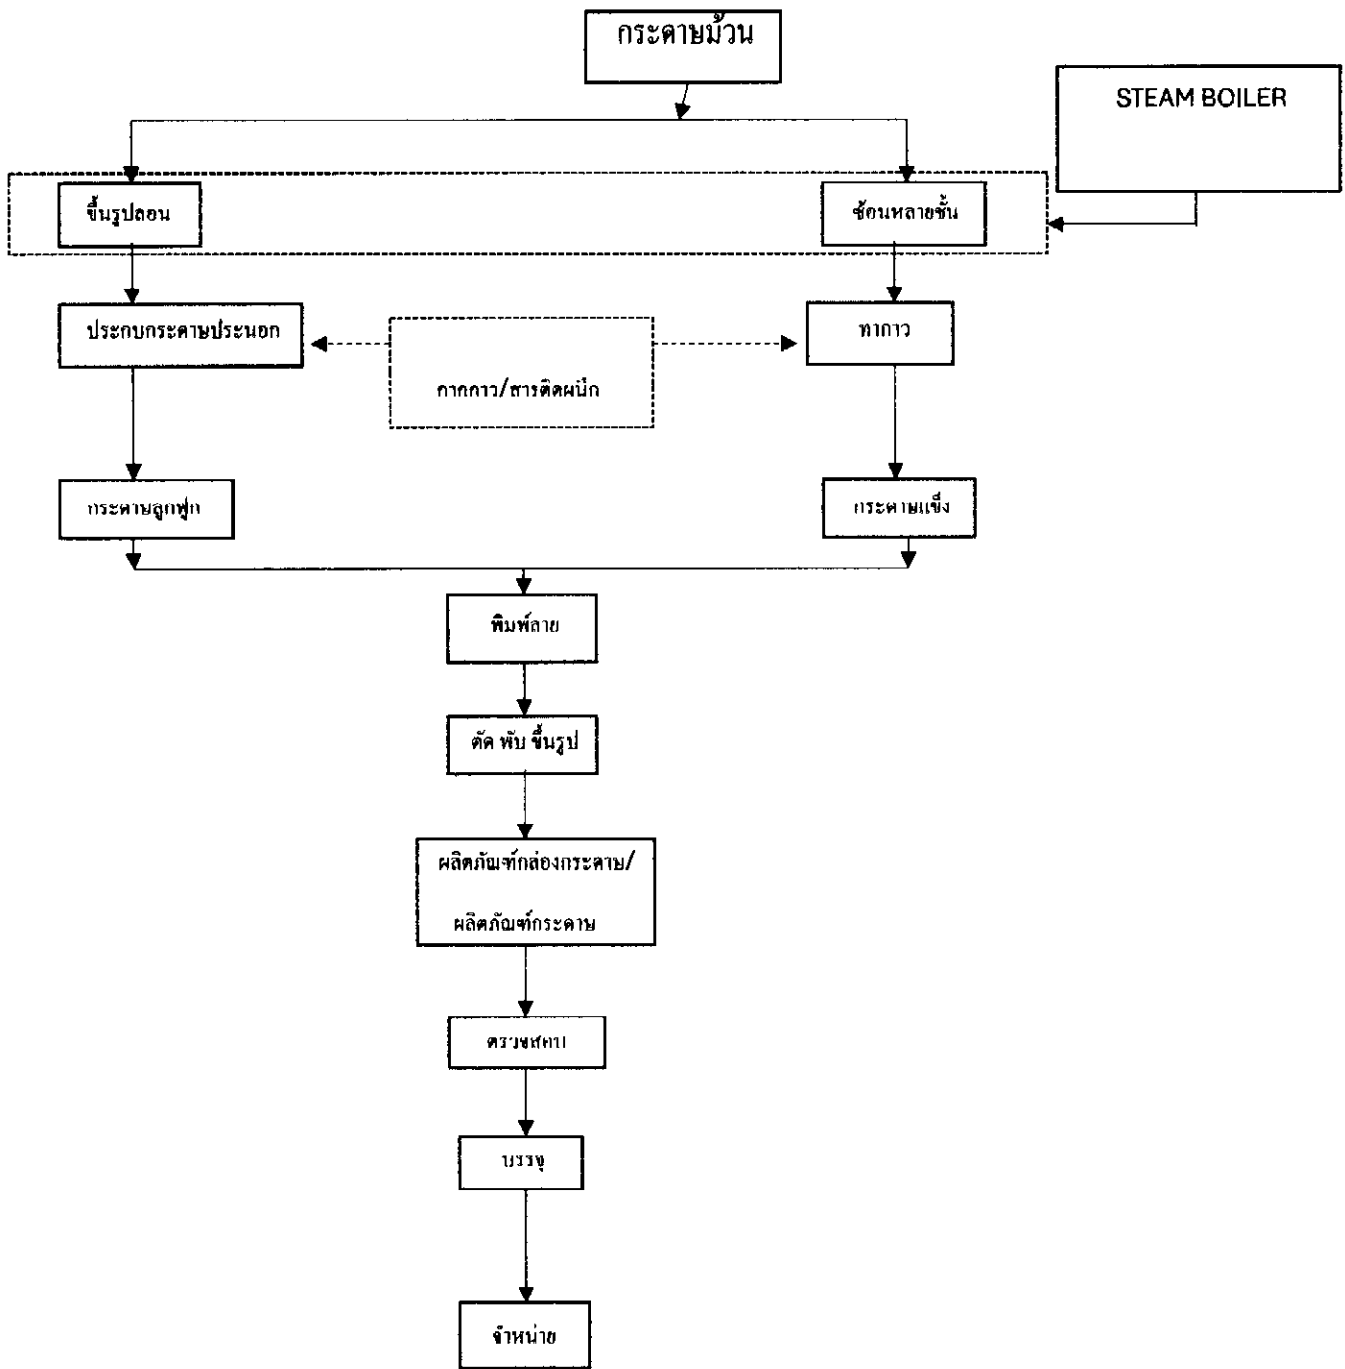 กระดาษม้วน
STEAM BOILER
ขึ้นรูปลอน
ซ้อนหลายชั้น
ประกบกระดาษประนอก
ทากาว
กากกาว/สารติดผนึก
กระดาษลูกฟูก
กระดาษแข็ง
พิมพ์ลาย
ตัด พับ ขึ้นรูป
ผลิตภัณฑ์กล่องกระดาษ/
ผลิตภัณฑ์กระดาษ
ตรวจสอบ
บรรจุ
จำหน่าย